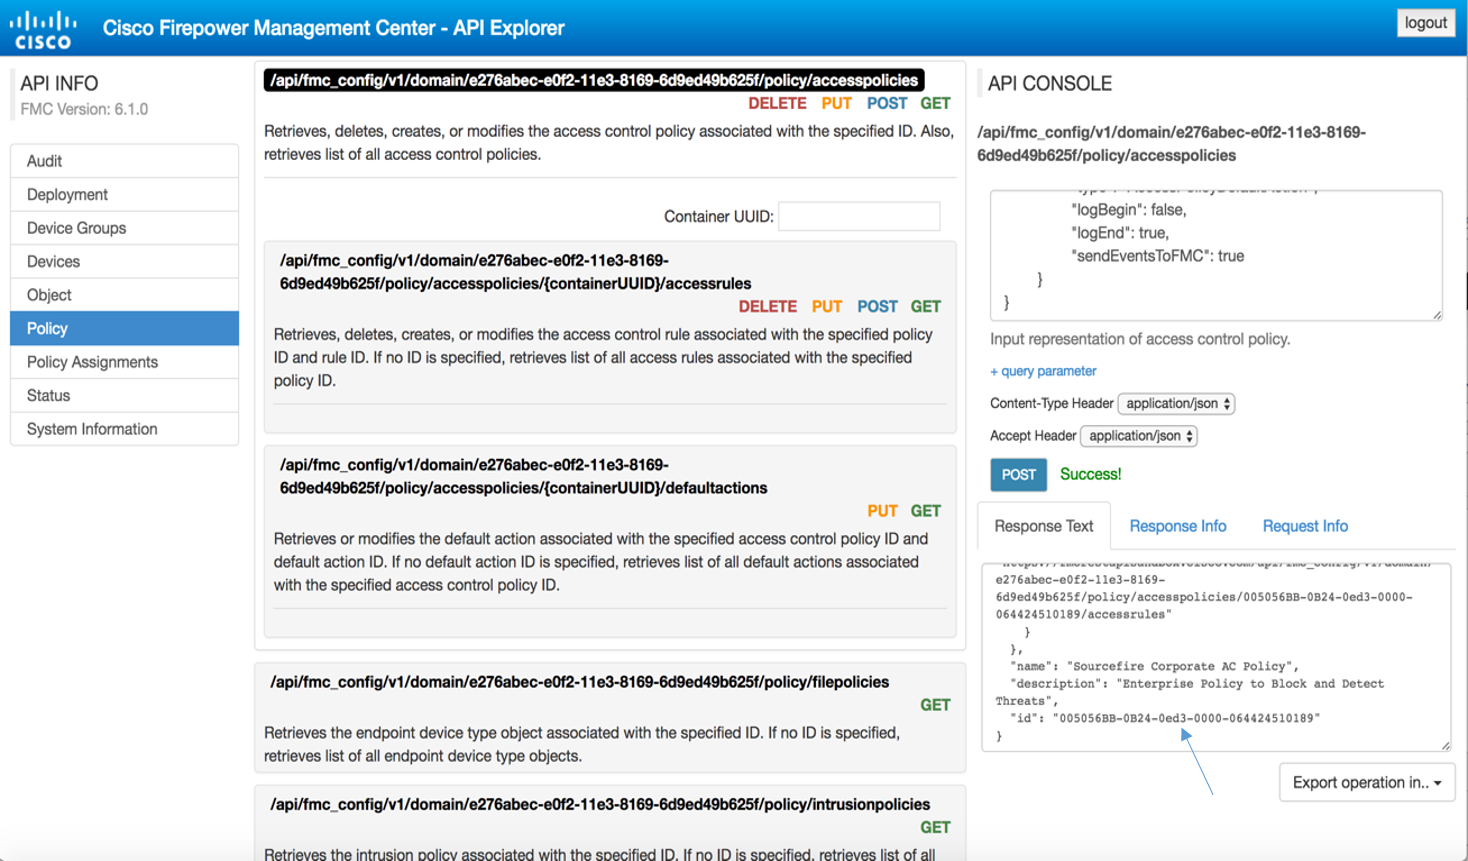 CISCO
Cisco Firepower Management Center - API Explorer
logout
API INFO
FMC Version: 6.1.0
Audit
Deployment
Device Groups
Devices
Object
Policy
Policy Assignments
Status
System Information
/api/fmc_config/v1/domain/e276abec-e0f2-11e3-8169-6d9ed49b625f/policy/accesspolicies
DELETE PUT POST GET
Retrieves, deletes, creates, or modifies the access control policy associated with the specified ID. Also,
retrieves list of all access control policies.
Container UUID:
/api/fmc_config/v1/domain/e276abec-e0f2-11e3-8169-
6d9ed49b625f/policy/accesspolicies/{containerUUID}/accessrules
DELETE PUT POST GET
Retrieves, deletes, creates, or modifies the access control rule associated with the specified policy
ID and rule ID. If no ID is specified, retrieves list of all access rules associated with the specified
policy ID.
/api/fmc_config/v1/domain/e276abec-e0f2-11e3-8169-
6d9ed49b625f/policy/accesspolicies/{containerUUID}/defaultactions
PUT GET
Retrieves or modifies the default action associated with the specified access control policy ID and
default action ID. If no default action ID is specified, retrieves list of all default actions associated
with the specified access control policy ID.
/api/fmc_config/v1/domain/e276abec-e0f2-11e3-8169-6d9ed49b625f/policy/filepolicies
GET
Retrieves the endpoint device type object associated with the specified ID. If no ID is specified,
retrieves list of all endpoint device type objects.
/api/fmc_config/v1/domain/e276abec-e0f2-11e3-8169-6d9ed49b625f/policy/intrusionpolicies
GET
Retrieves the intrusion policy associated with the specified ID. If no ID is specified, retrieves list of all
API CONSOLE
/api/fmc_config/v1/domain/e276abec-e0f2-11e3-8169-
6d9ed49b625f/policy/accesspolicies
"logBegin": false,
"logEnd": true,
"sendEventsToFMC": true
}
}
Input representation of access control policy.
+ query parameter
Content-Type Header application/json
Accept Header application/json
POST Success!
Response Text Response Info Request Info
e276abec-e0f2-11e3-8169-
6d9ed49b625f/policy/accesspolicies/005056BB-0B24-0ed3-0000-
064424510189/accessrules"
}
},
"name": "Sourcefire Corporate AC Policy",
"description": "Enterprise Policy to Block and Detect
Threats",
"id": "005056BB-0B24-0ed3-0000-064424510189"
}
Export operation in..